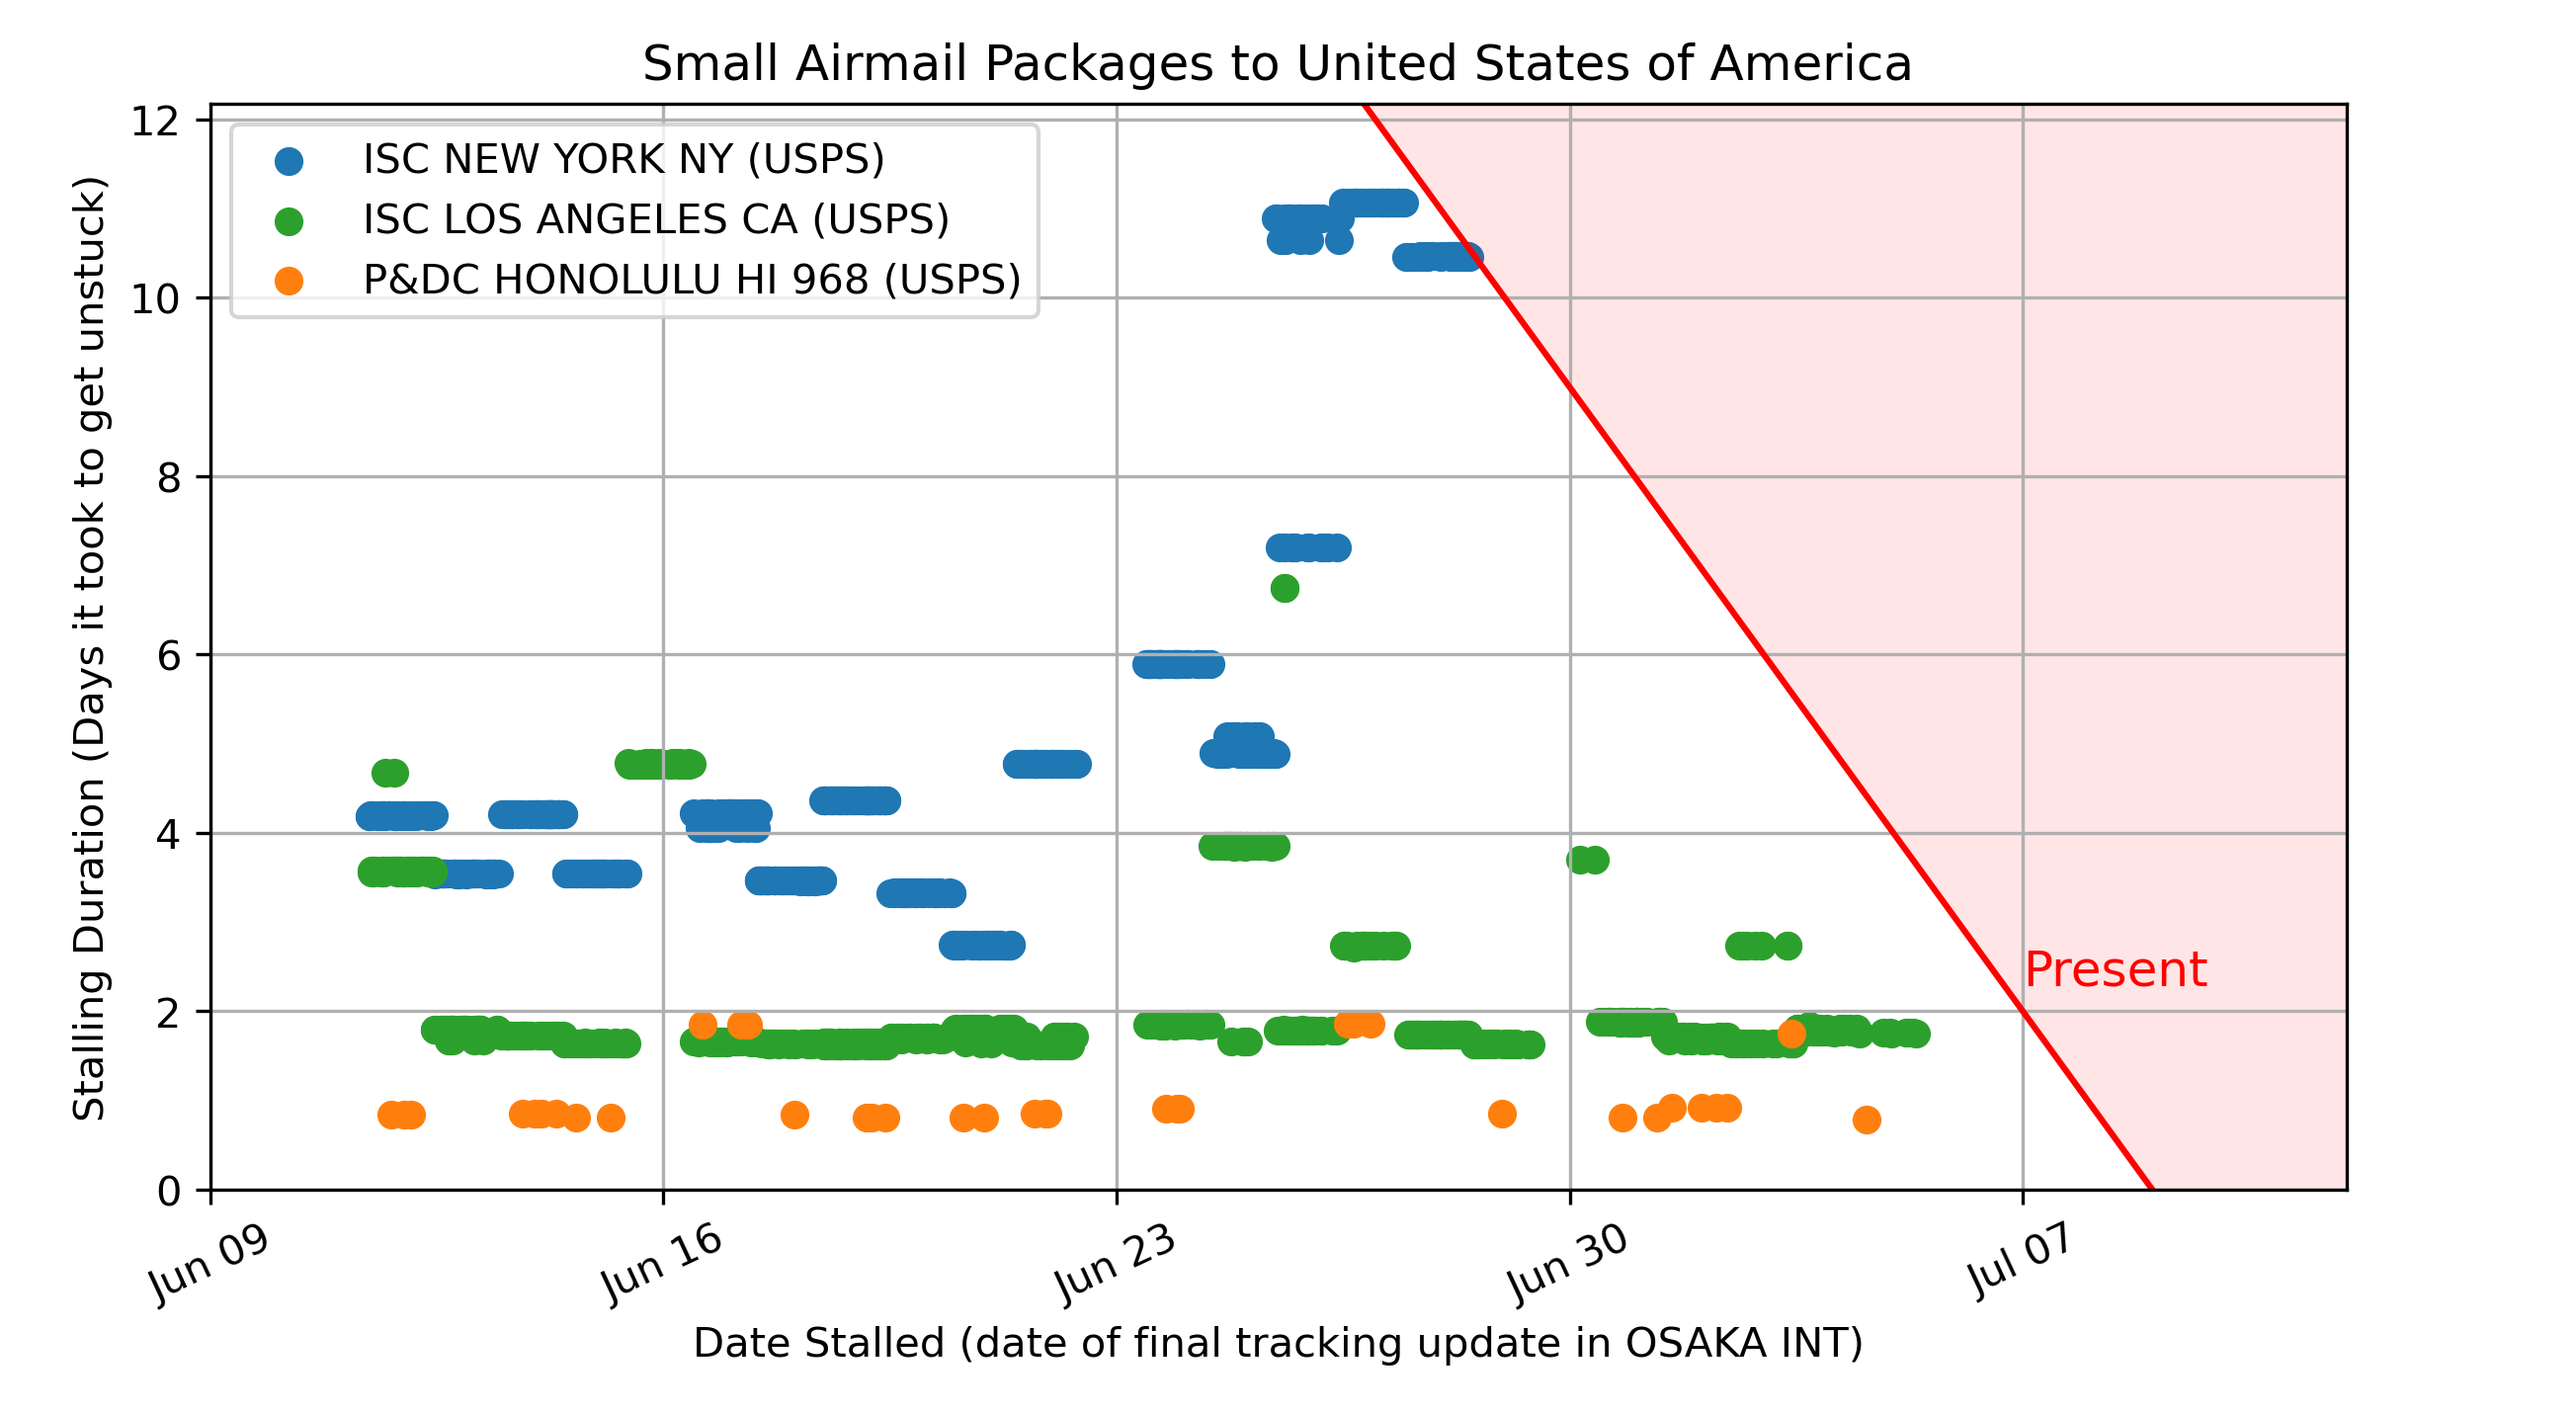 Small Airmail Packages to United States of America
12
10
8
6
4
2
0
Stalling Duration (Days it took to get unstuck)
ISC NEW YORK NY (USPS)
ISC LOS ANGELES CA (USPS)
P&DC HONOLULU HI 968 (USPS)
Present
Jun 09
Jun 16
Jun 23
Jun 30
Jul 07
Date Stalled (date of final tracking update in OSAKA INT)